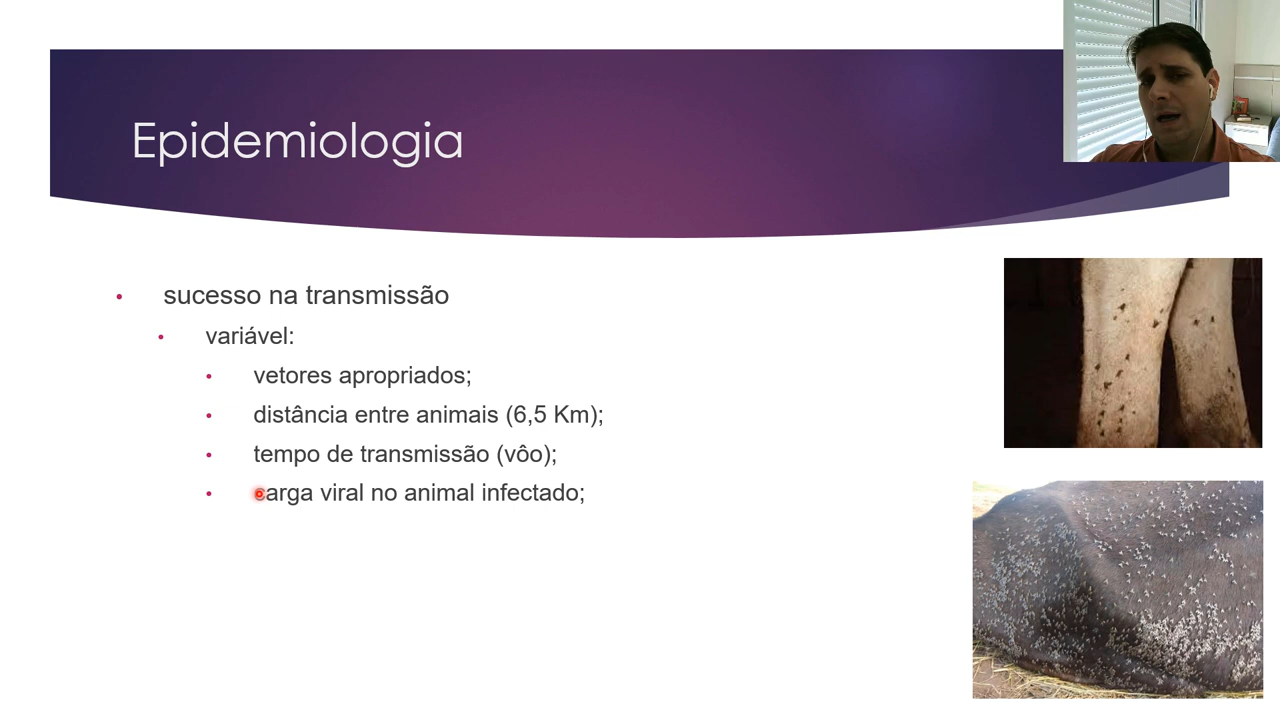 Epidemiologia
sucesso na transmissão
variável:
vetores apropriados;
distância entre animais (6,5 Km);
tempo de transmissão (vôo);
carga viral no animal infectado;